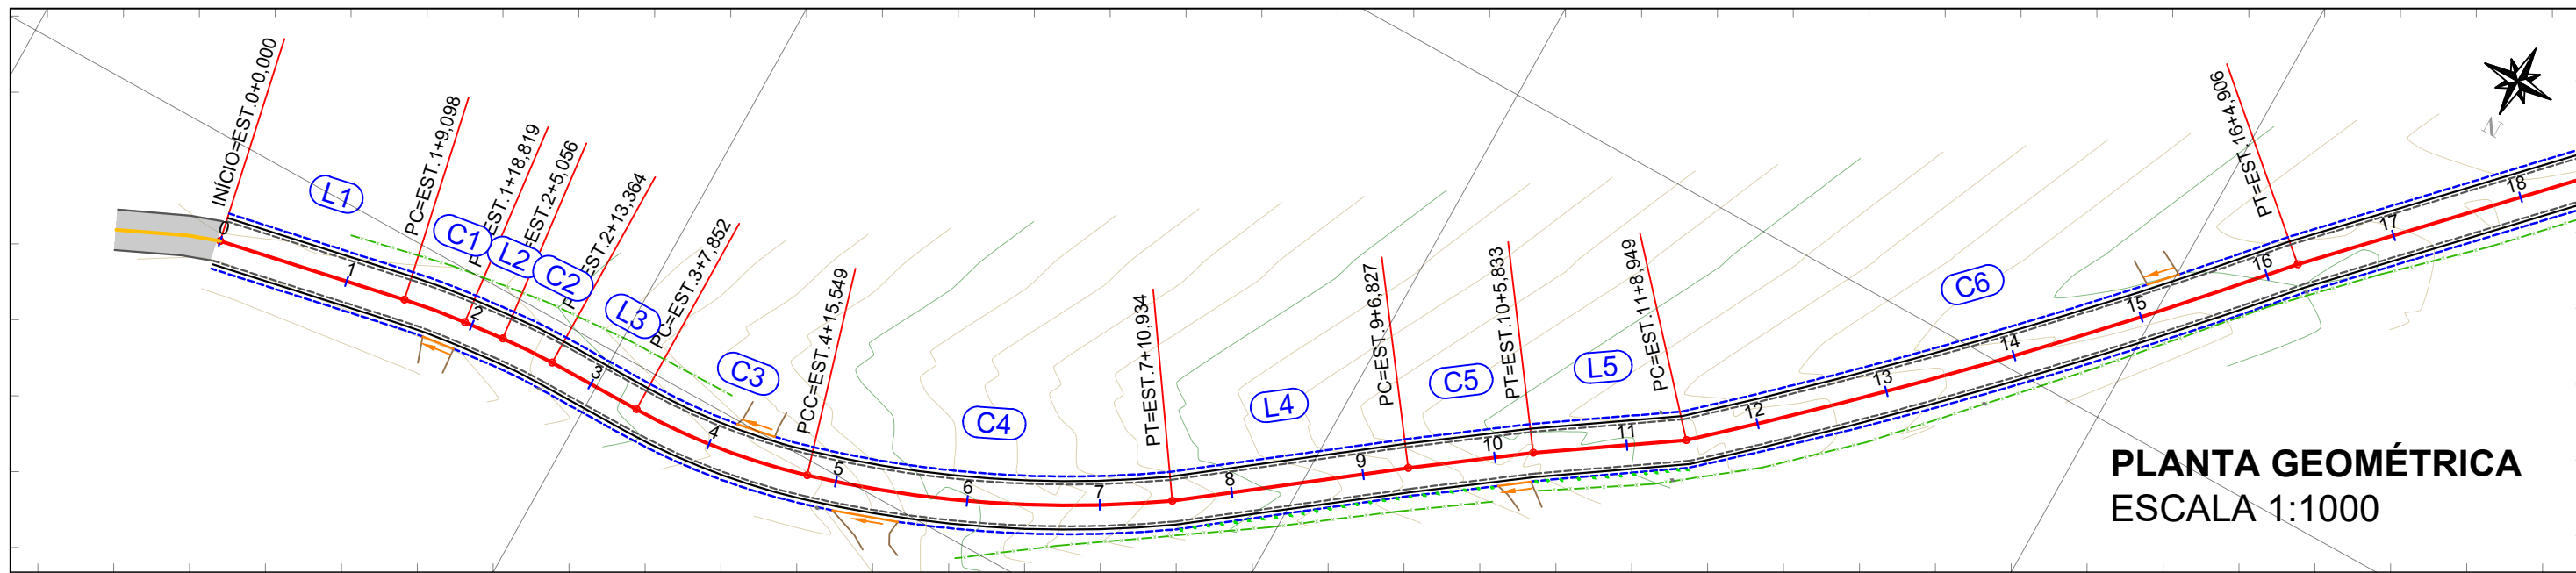 INÍCIO=EST.0+0,000
L1
PC=EST.1+9,098
C1
EST.1+18,819
L2
EST.2+5,056
C2
EST.2+13,364
L3
PC=EST.3+7,852
C3
PCC=EST.4+15,549
C4
PT=EST.7+10,934
L4
PC=EST.9+6,827
C5
PT=EST.10+5,833
L5
PC=EST.11+8,949
C6
PT=EST.16+4,906
N
0
1
2
3
4
5
6
7
8
9
10
11
12
13
14
15
16
17
18
PLANTA GEOMÉTRICA
ESCALA 1:1000